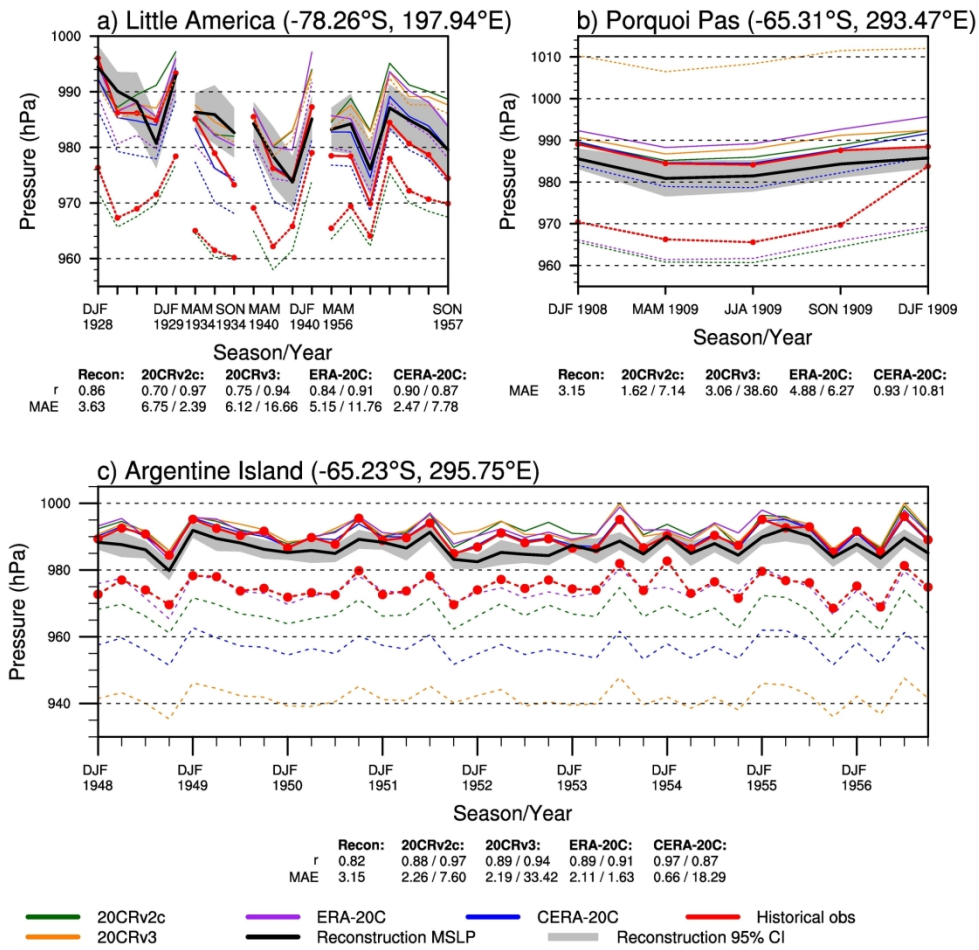 a) Little America (-78.26°S, 197.94°E)
b) Porquoi Pas (-65.31°S, 293.47°E)
Pressure (hPa)
1000
990
980
970
960
DJF 1928
DJF 1929
MAM 1934
SON 1934
MAM 1940
DJF 1940
MAM 1956
SON 1957
Season/Year
Recon: 20CRv2c: 20CRv3: ERA-20C: CERA-20C:
r 0.86 0.70 / 0.97 0.75 / 0.94 0.84 / 0.91 0.90 / 0.87
MAE 3.63 6.75 / 2.39 6.12 / 16.66 5.15 / 11.76 2.47 / 7.78
Pressure (hPa)
1010
1000
990
980
970
960
DJF 1908 MAM 1909 JJA 1909 SON 1909 DJF 1909
Season/Year
Recon: 20CRv2c: 20CRv3: ERA-20C: CERA-20C:
MAE 3.15 1.62 / 7.14 3.06 / 38.60 4.88 / 6.27 0.93 / 10.81
c) Argentine Island (-65.23°S, 295.75°E)
Pressure (hPa)
1000
980
960
940
DJF DJF DJF DJF DJF DJF DJF DJF DJF
1948 1949 1950 1951 1952 1953 1954 1955 1956
Season/Year
Recon: 20CRv2c: 20CRv3: ERA-20C: CERA-20C:
r 0.82 0.88 / 0.97 0.89 / 0.94 0.89 / 0.91 0.97 / 0.87
MAE 3.15 2.26 / 7.60 2.19 / 33.42 2.11 / 1.63 0.66 / 18.29
20CRv2c ERA-20C CERA-20C Historical obs
20CRv3 Reconstruction MSLP Reconstruction 95% CI